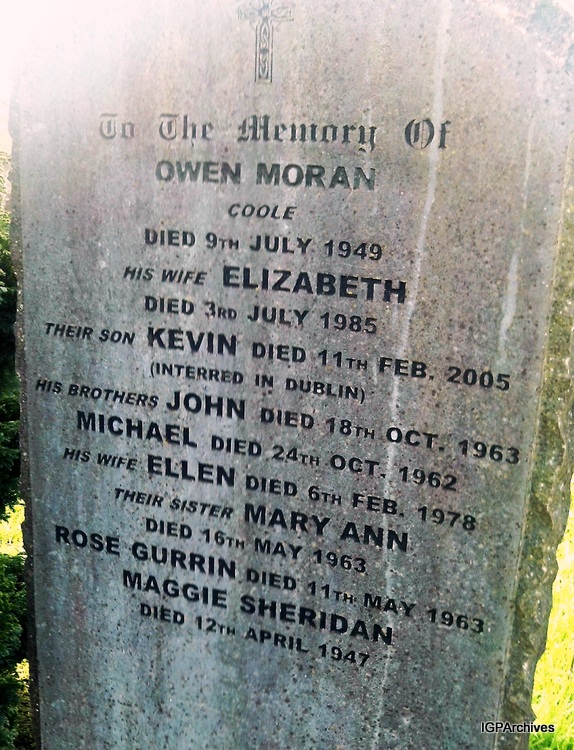 To The Memory Of
OWEN MORAN
COOLE
DIED 9TH JULY 1949
HIS WIFE ELIZABETH
DIED 3RD JULY 1985
THEIR SON KEVIN DIED 11TH FEB. 2005
(INTERRED IN DUBLIN)
HIS BROTHERS JOHN DIED 18TH OCT. 1963
MICHAEL DIED 24TH OCT. 1962
HIS WIFE ELLEN DIED 6TH FEB. 1978
THEIR SISTER MARY ANN
DIED 16TH MAY 1963
ROSE GURRIN DIED 11TH MAY 1963
MAGGIE SHERIDAN
DIED 12TH APRIL 1947
IGPArchives